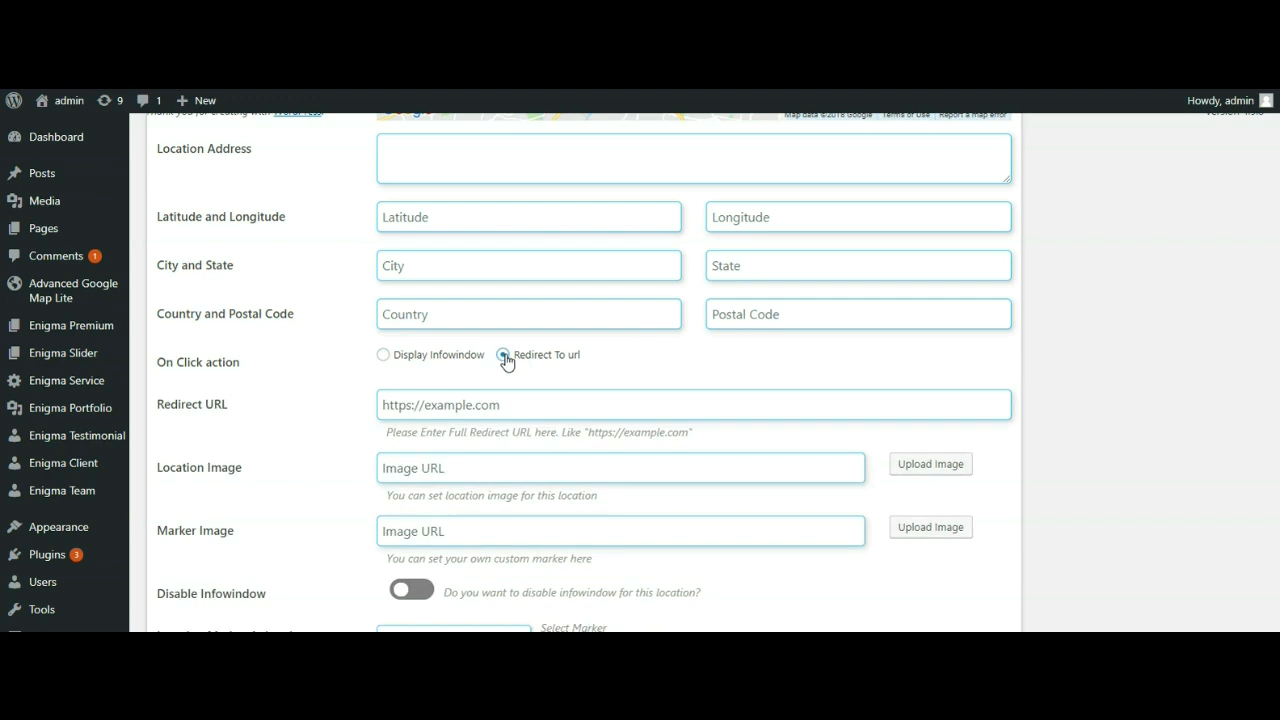 admin 9 1 New Howdy, admin
Map data ©2018 Google Terms of Use Report a map error
Dashboard
Posts
Media
Pages
Comments 1
Advanced Google
Map Lite
Enigma Premium
Enigma Slider
Enigma Service
Enigma Portfolio
Enigma Testimonial
Enigma Client
Enigma Team
Appearance
Plugins 3
Users
Tools
Location Address
Latitude and Longitude Latitude Longitude
City and State City State
Country and Postal Code Country Postal Code
On Click action Display Infowindow Redirect To url
Redirect URL https://example.com
Please Enter Full Redirect URL here. Like "https://example.com"
Location Image Image URL Upload Image
You can set location image for this location
Marker Image Image URL Upload Image
You can set your own custom marker here
Disable Infowindow Do you want to disable infowindow for this location?
Select Marker